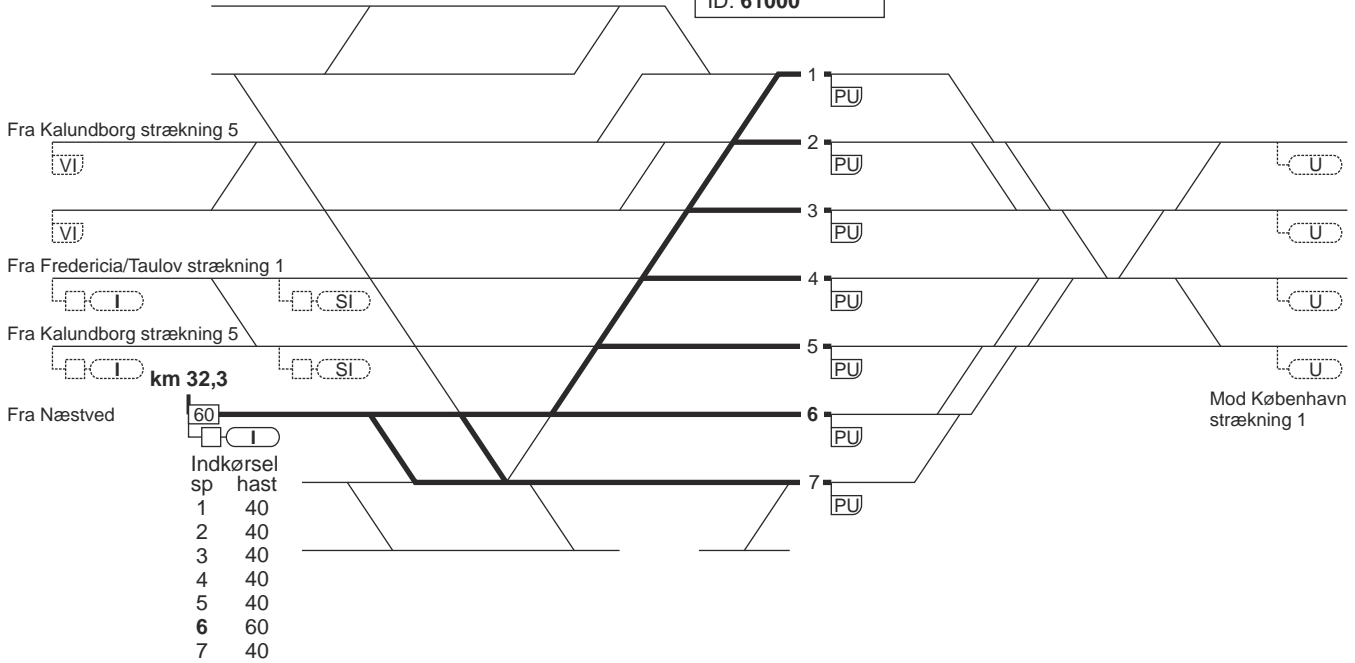 ID: 61000
1
PU
Fra Kalundborg strækning 5
VI
2
PU
U
VI
3
PU
U
Fra Fredericia/Taulov strækning 1
I
SI
4
PU
U
Fra Kalundborg strækning 5
I
SI
5
PU
U
km 32,3
Fra Næstved
60
I
6
PU
Mod København
strækning 1
7
PU
Indkørsel
sp hast
1 40
2 40
3 40
4 40
5 40
6 60
7 40